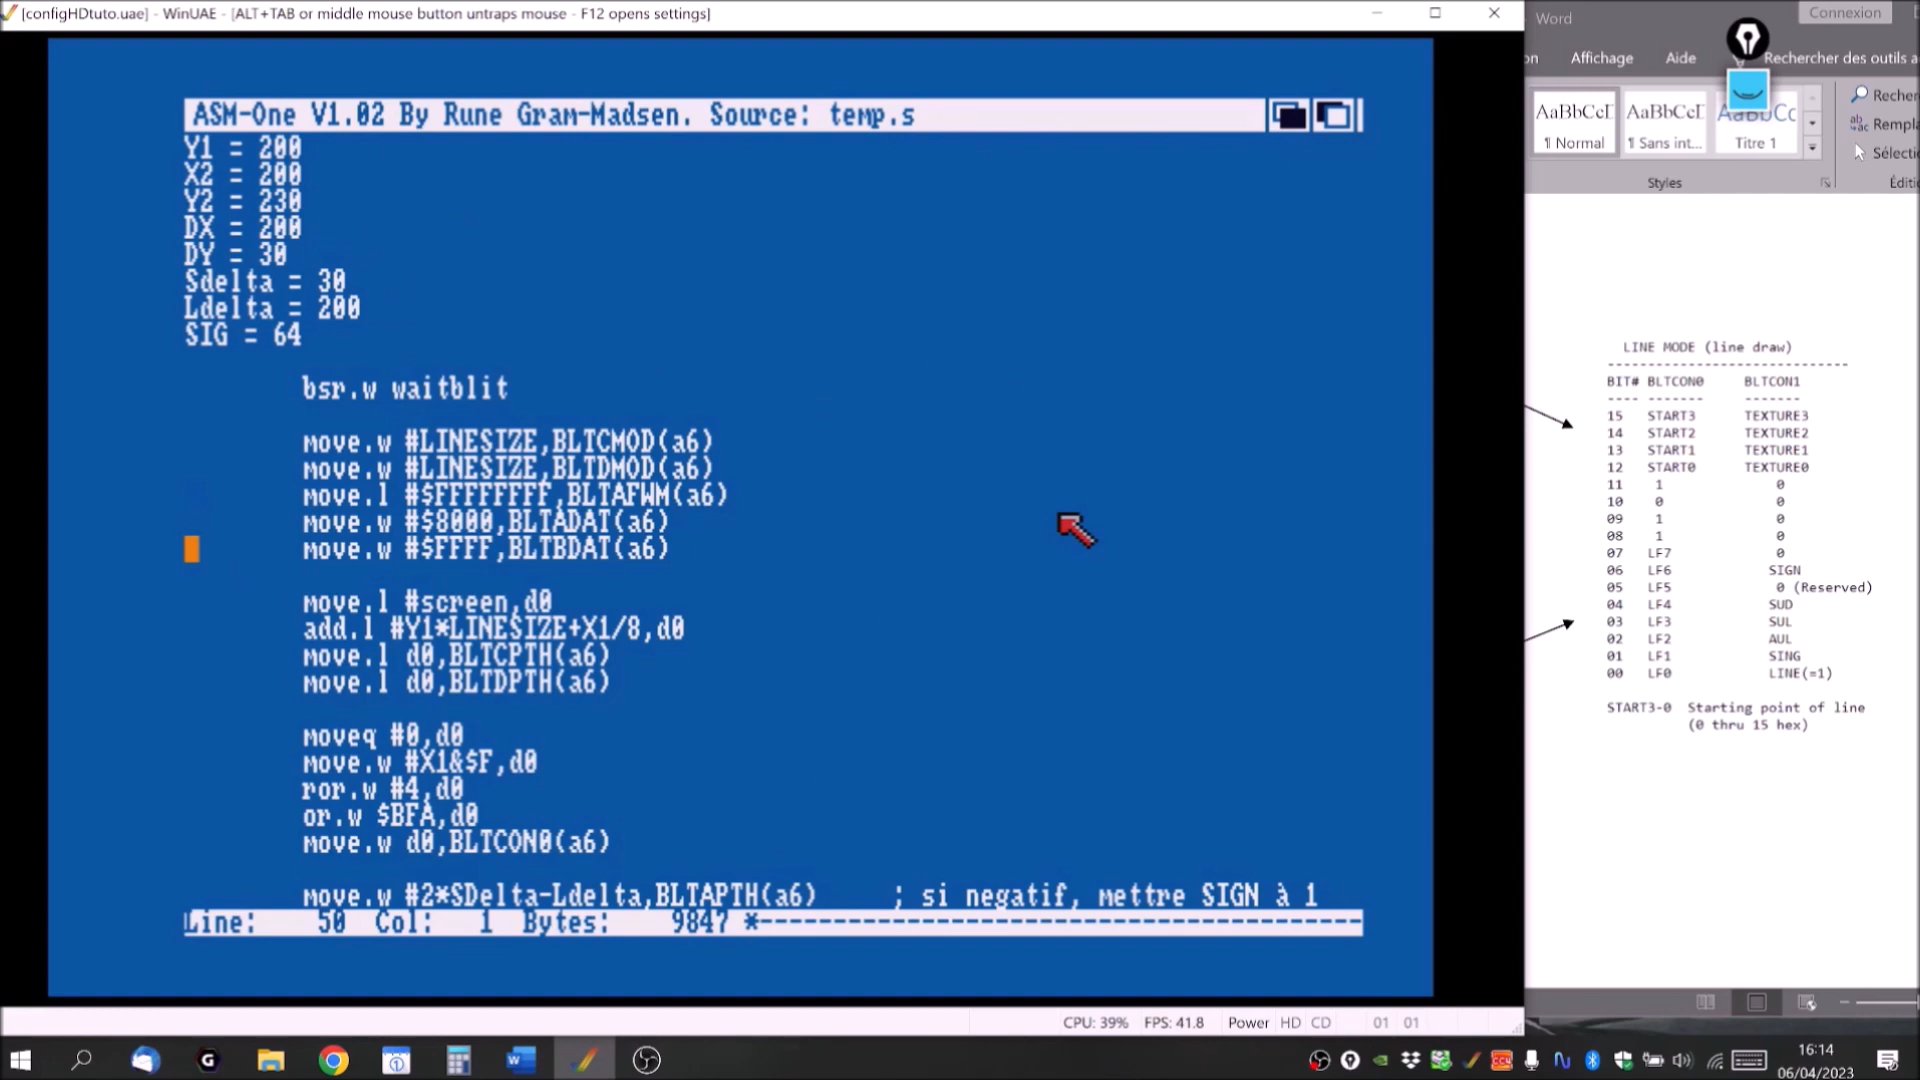 [configHDtuto.uae] - WinUAE - [ALT+TAB or middle mouse button untraps mouse - F12 opens settings]
ASM-One V1.02 By Rune Gram-Madsen. Source: temp.s
Y1 = 200
X2 = 200
Y2 = 230
DX = 200
DY = 30
Sdelta = 30
Ldelta = 200
SIG = 64
bsr.w waitblit
move.w #LINESIZE,BLTCMOD(a6)
move.w #LINESIZE,BLTDMOD(a6)
move.l #$FFFFFFFF,BLTAFWM(a6)
move.w #$8000,BLTADAT(a6)
move.w #$FFFF,BLTBDAT(a6)
move.l #screen,d0
add.l #Y1*LINESIZE+X1/8,d0
move.l d0,BLTCPTH(a6)
move.l d0,BLTDPTH(a6)
moveq #0,d0
move.w #X1&$F,d0
ror.w #4,d0
or.w $BFA,d0
move.w d0,BLTCON0(a6)
move.w #2*SDelta-Ldelta,BLTAPTH(a6) ; si negatif, mettre SIGN à 1
Line: 50 Col: 1 Bytes: 9847 *------------------------------------------
CPU: 39% FPS: 41.8 Power HD CD 01 01
Word
Connexion
on Affichage Aide Rechercher des outils a
AaBbCcD AaBbCcD AaBbCc
¶ Normal ¶ Sans int... Titre 1
Recher
Rempla
Sélecti
Styles
Éditi
LINE MODE (line draw)
----------------------------
BIT# BLTCON0 BLTCON1
---- ------- -------
15 START3 TEXTURE3
14 START2 TEXTURE2
13 START1 TEXTURE1
12 START0 TEXTURE0
11 1 0
10 0 0
09 1 0
08 1 0
07 LF7 0
06 LF6 SIGN
05 LF5 0 (Reserved)
04 LF4 SUD
03 LF3 SUL
02 LF2 AUL
01 LF1 SING
00 LF0 LINE(=1)
START3-0 Starting point of line
(0 thru 15 hex)
16:14
06/04/2023